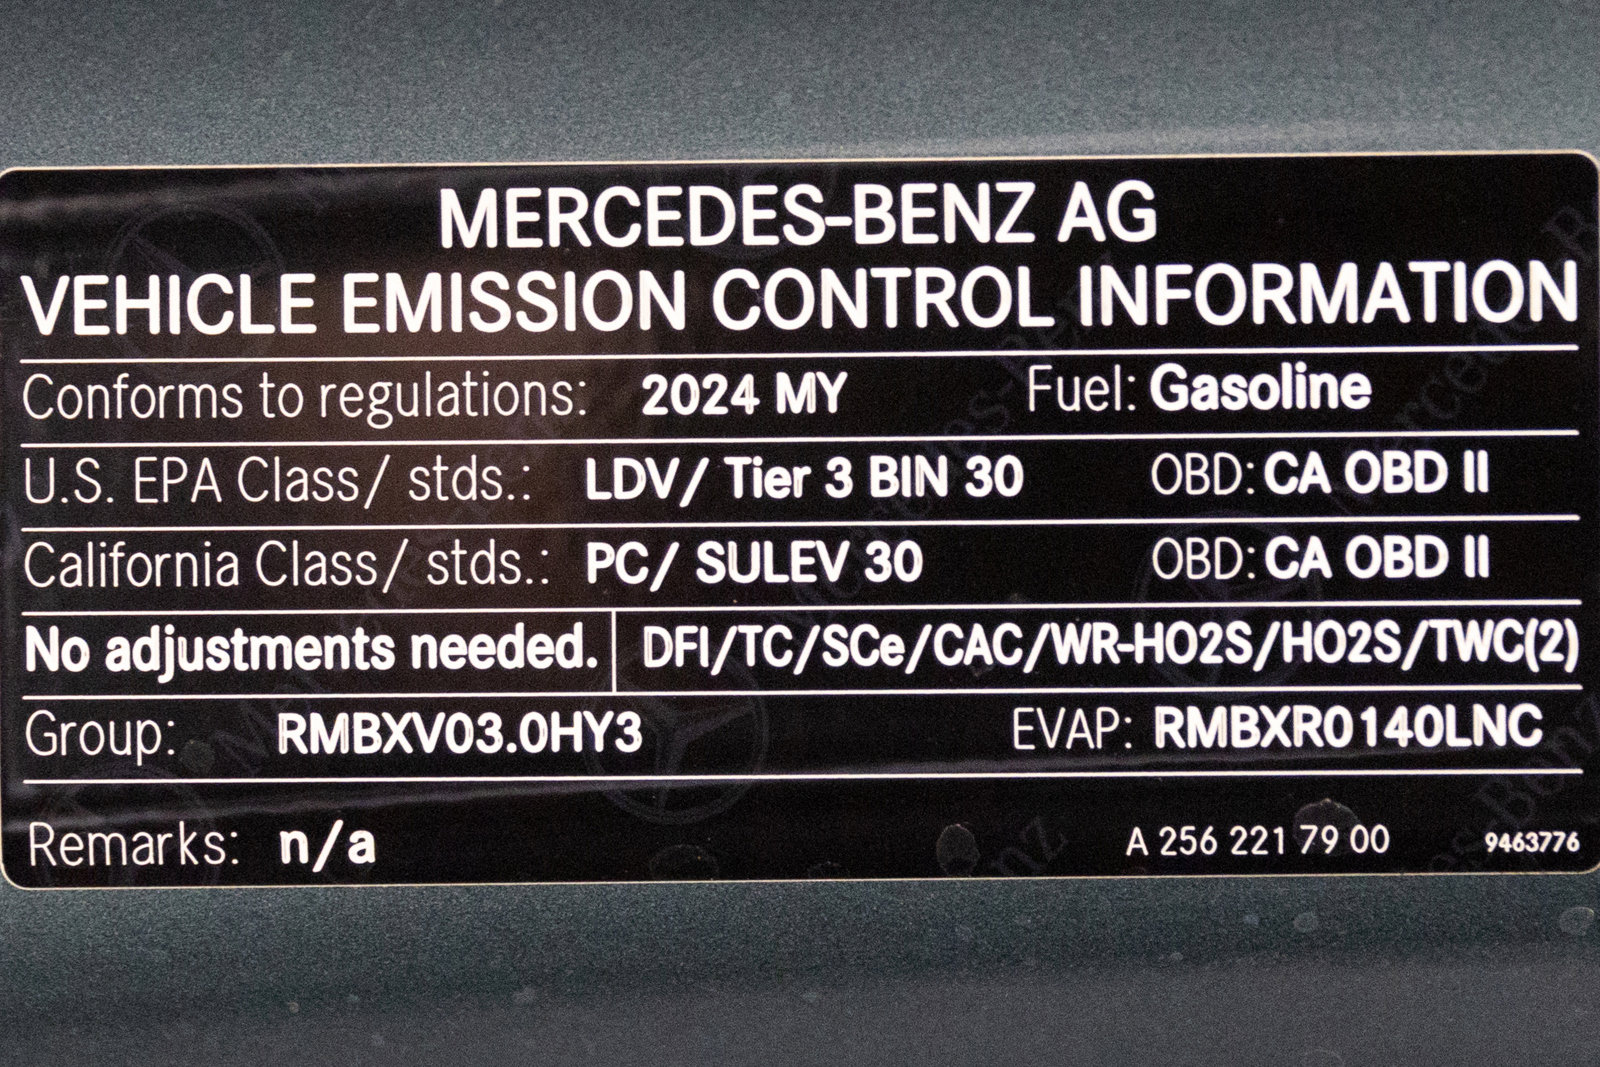 MERCEDES-BENZ AG
VEHICLE EMISSION CONTROL INFORMATION
Conforms to regulations: 2024 MY Fuel: Gasoline
U.S. EPA Class/ stds.: LDV/ Tier 3 BIN 30 OBD: CA OBD II
California Class/ stds.: PC/ SULEV 30 OBD: CA OBD II
No adjustments needed. DFI/TC/SCe/CAC/WR-HO2S/HO2S/TWC(2)
Group: RMBXV03.0HY3 EVAP: RMBXR0140LNC
Remarks: n/a A 256 221 79 00 9463776